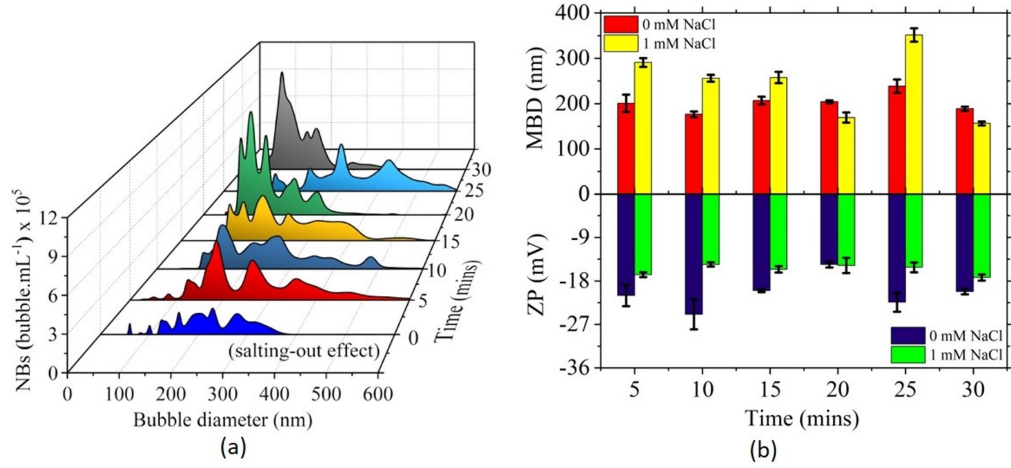 NBs (bubble.mL⁻¹) x 10⁵
12
9
6
3
0
0 100 200 300 400 500 600
Bubble diameter (nm)
30
25
20
15
10
5
0
Time (mins)
(salting-out effect)
(a)
MBD (nm)
400
300
200
100
0
0 mM NaCl
1 mM NaCl
ZP (mV)
-9
-18
-27
-36
0 mM NaCl
1 mM NaCl
5 10 15 20 25 30
Time (mins)
(b)